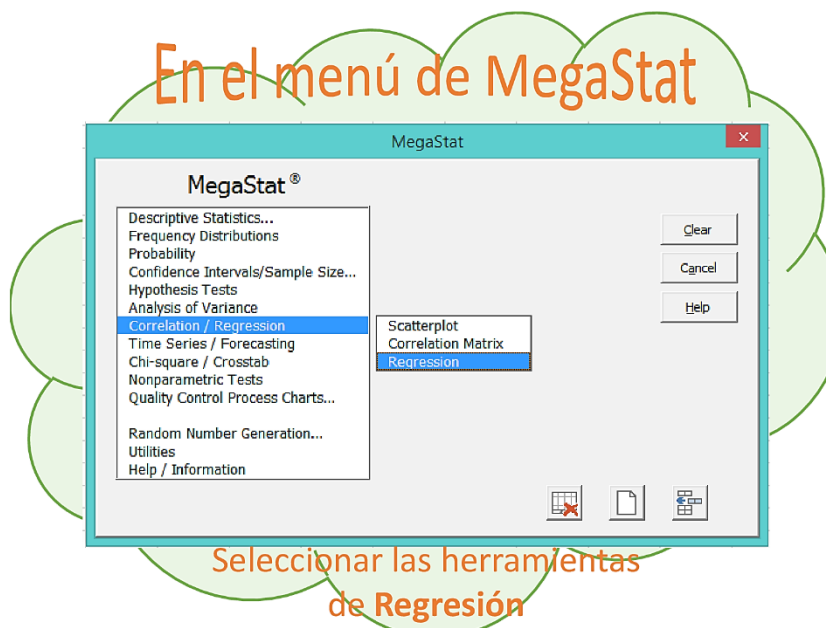 En el menú de MegaStat
MegaStat
MegaStat ®
Descriptive Statistics...
Frequency Distributions
Probability
Confidence Intervals/Sample Size...
Hypothesis Tests
Analysis of Variance
Correlation / Regression
Time Series / Forecasting
Chi-square / Crosstab
Nonparametric Tests
Quality Control Process Charts...
Random Number Generation...
Utilities
Help / Information
Scatterplot
Correlation Matrix
Regression
Clear
Cancel
Help
Seleccionar las herramientas
de Regresión